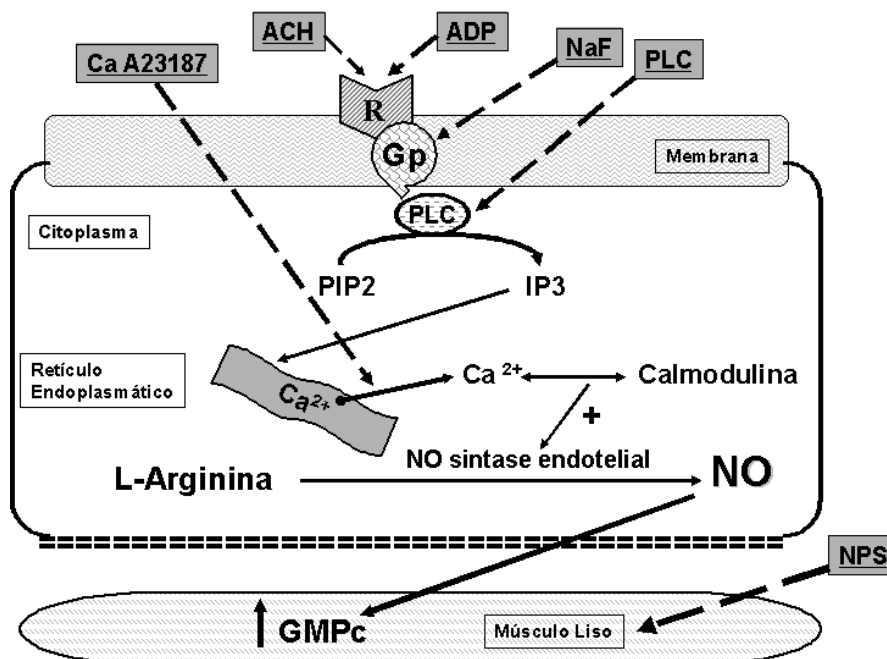 ACH
ADP
Ca A23187
NaF
PLC
R
Gp
Membrana
PLC
Citoplasma
PIP2
IP3
Retículo
Endoplasmático
Ca2+
Ca 2+
Calmodulina
+
NO sintase endotelial
L-Arginina
NO
NPS
GMPc
Músculo Liso